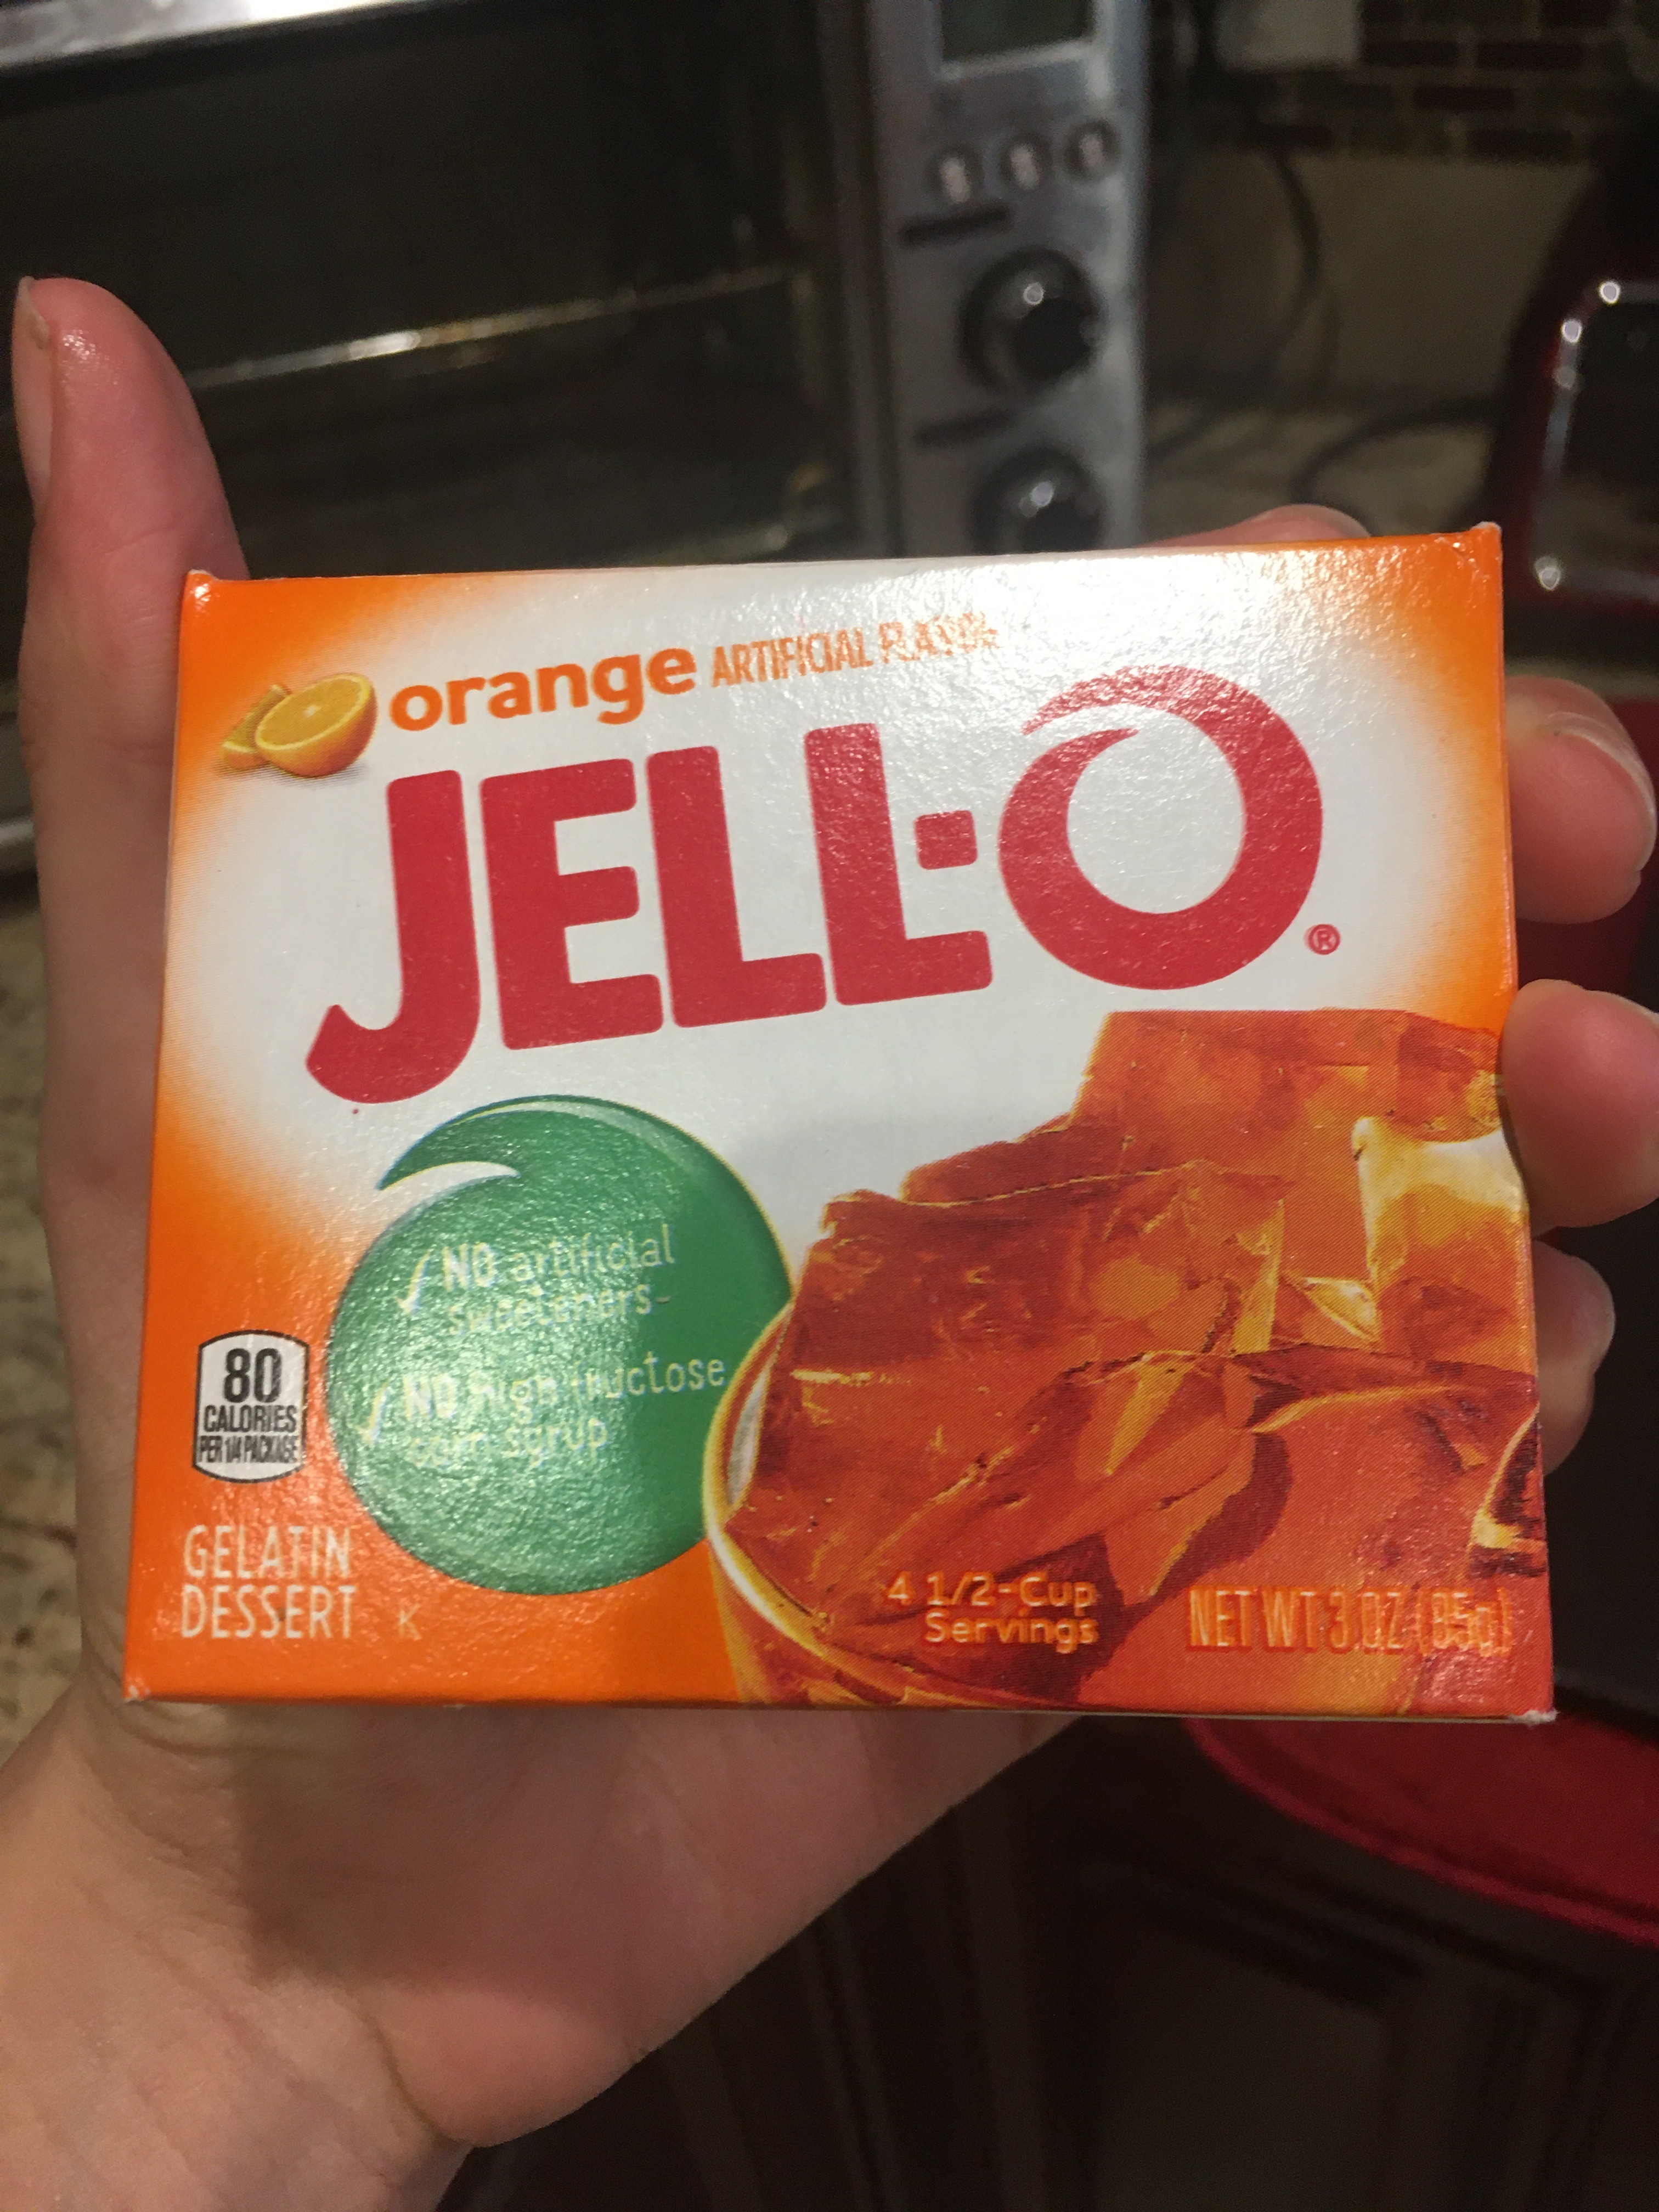 orange ARTIFICIAL FLAVOR
JELL-O®
✓NO artificial
sweeteners-
✓NO high fructose
corn syrup
80
CALORIES
PER 1/4 PACKAGE
GELATIN
DESSERT K
4 1/2-Cup
Servings
NET WT 3 OZ (85g)